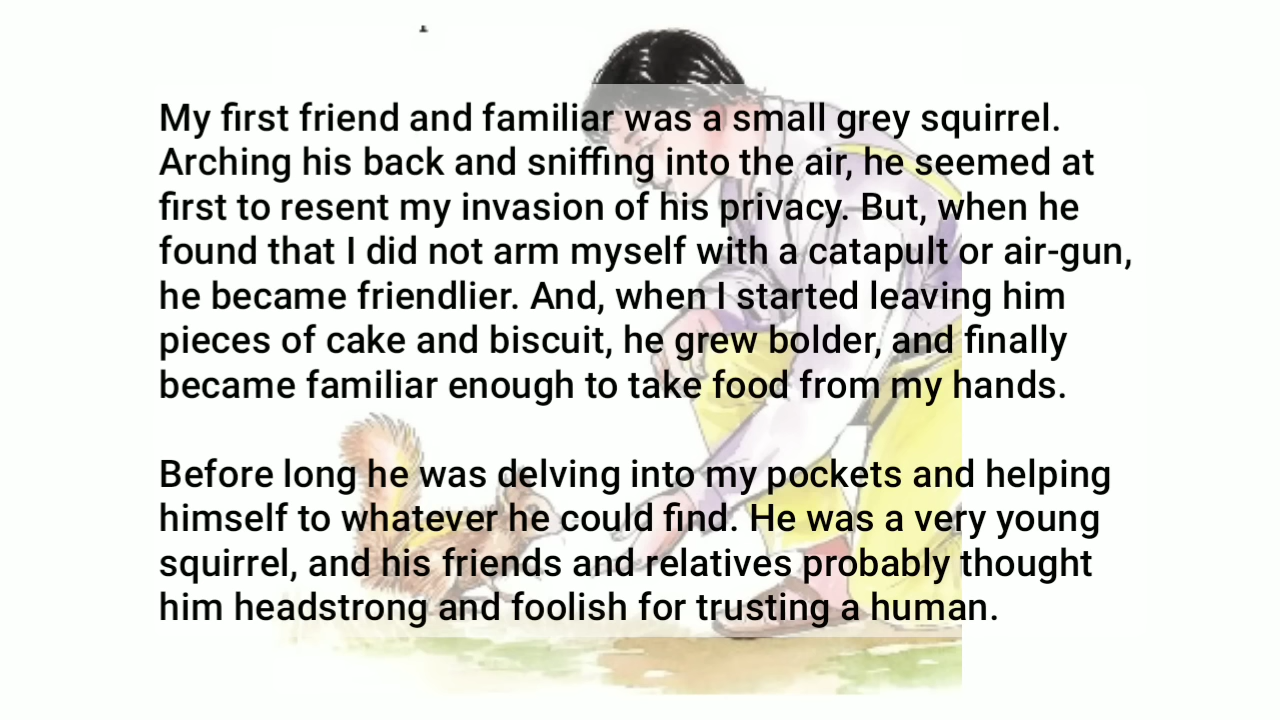 My first friend and familiar was a small grey squirrel.
Arching his back and sniffing into the air, he seemed at
first to resent my invasion of his privacy. But, when he
found that I did not arm myself with a catapult or air-gun,
he became friendlier. And, when I started leaving him
pieces of cake and biscuit, he grew bolder, and finally
became familiar enough to take food from my hands.
Before long he was delving into my pockets and helping
himself to whatever he could find. He was a very young
squirrel, and his friends and relatives probably thought
him headstrong and foolish for trusting a human.